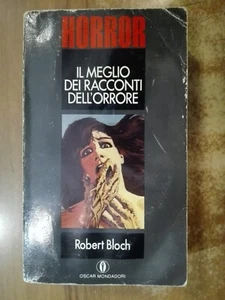 HORROR
IL MEGLIO
DEI RACCONTI
DELL'ORRORE
Robert Bloch
OSCAR MONDADORI